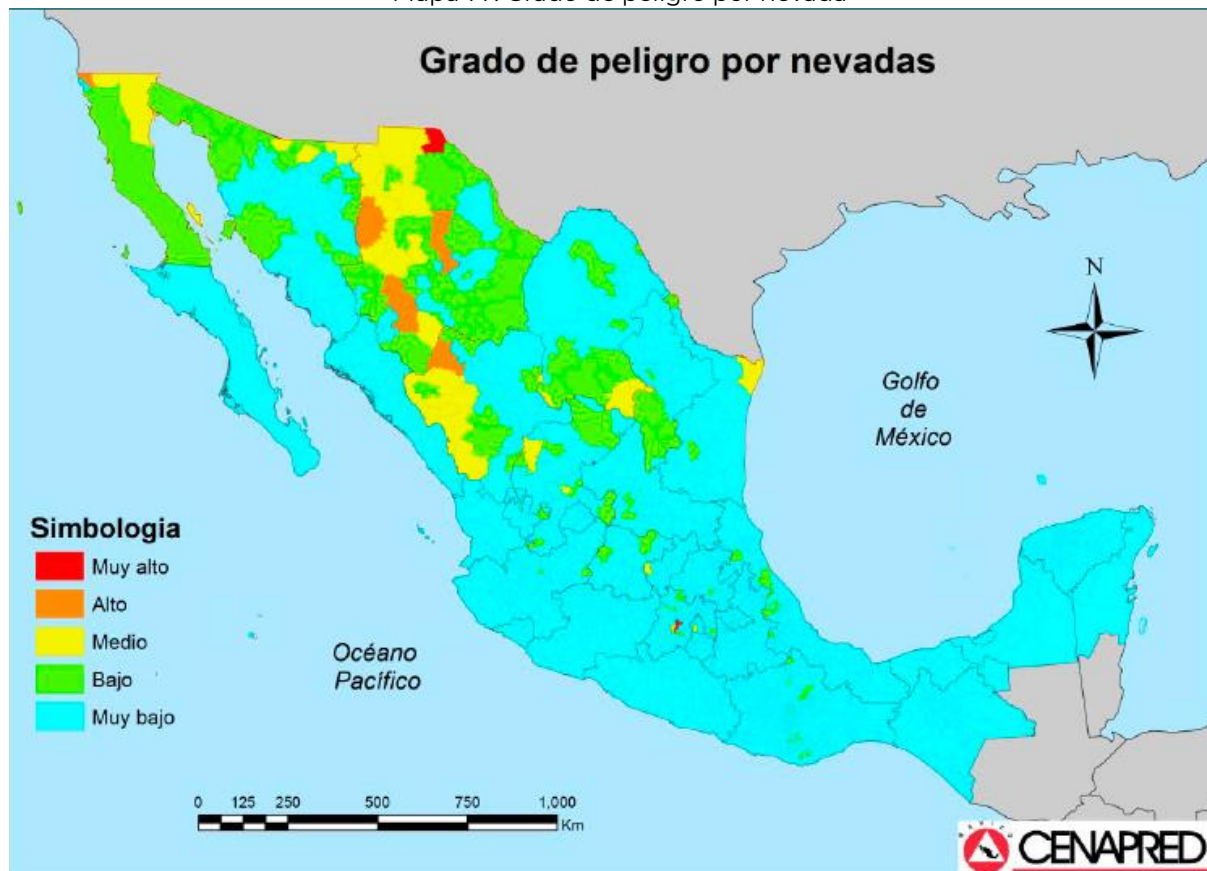 Grado de peligro por nevadas
N
Golfo
de
México
Simbologia
Muy alto
Alto
Medio
Bajo
Muy bajo
Océano
Pacífico
0 125 250 500 750 1,000
Km
CENAPRED